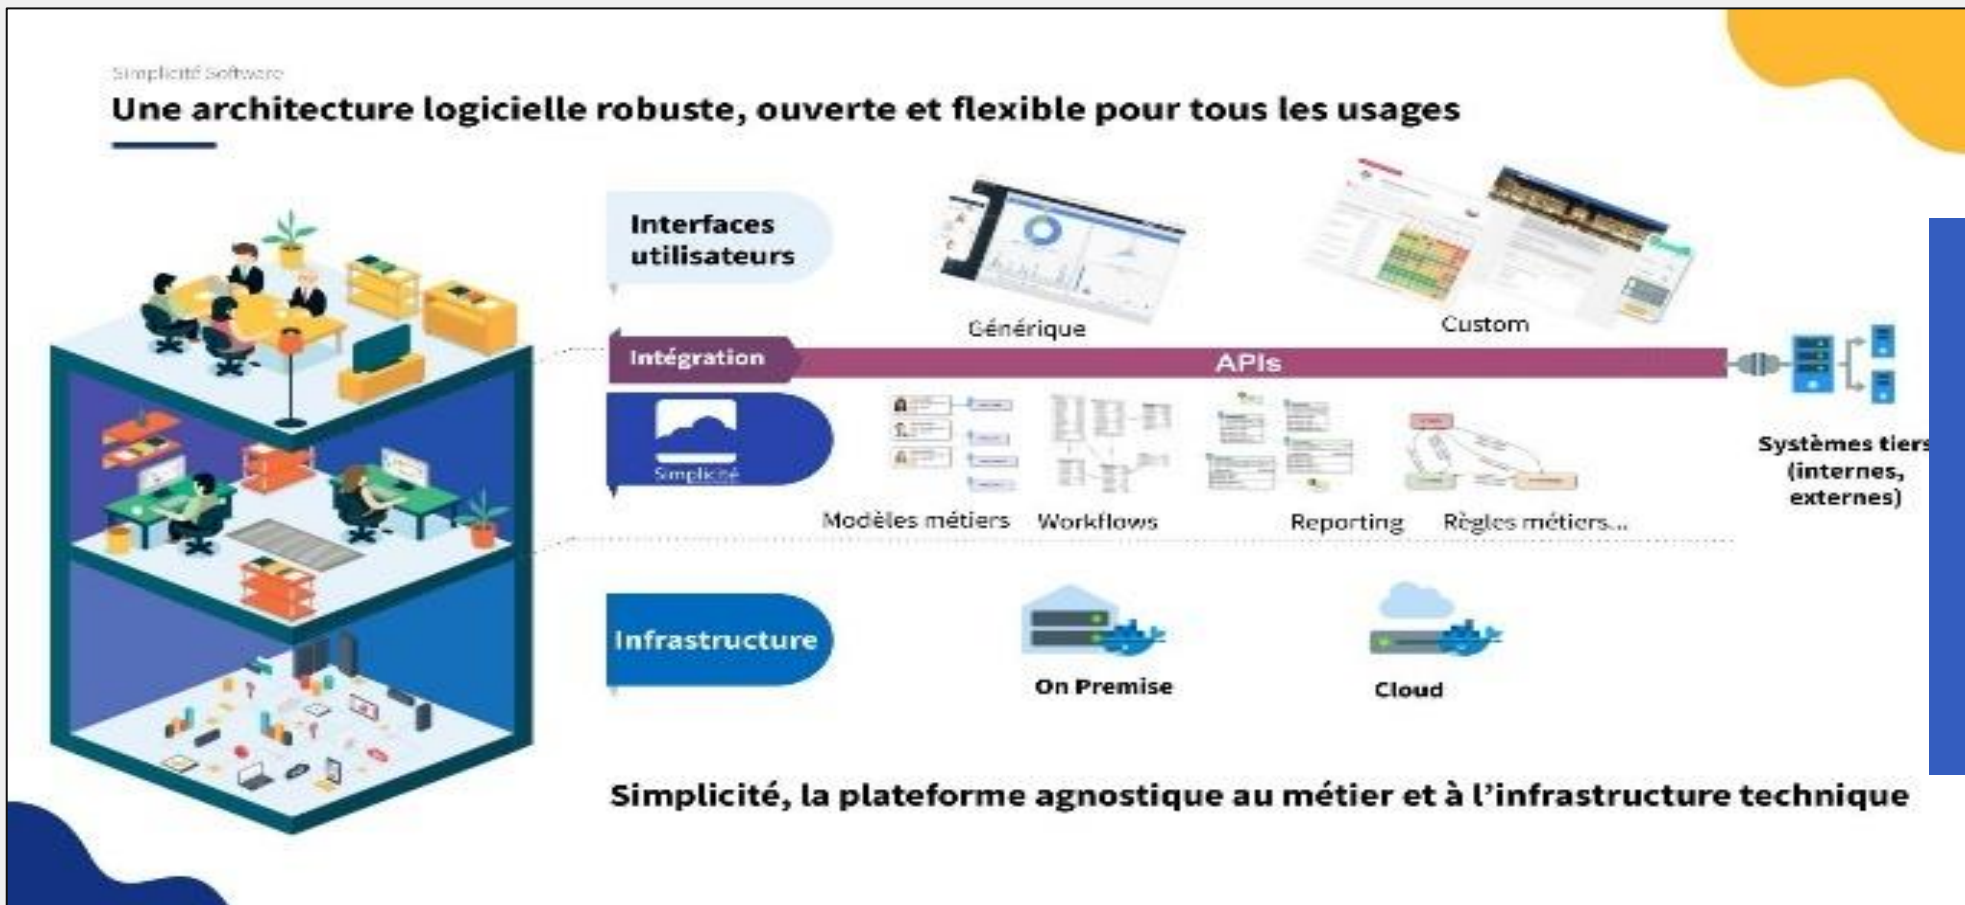 Simplicité Software
Une architecture logicielle robuste, ouverte et flexible pour tous les usages
Interfaces
utilisateurs
Générique
Custom
Intégration
APIs
Simplicité
Modèles métiers
Workflows
Reporting
Règles métiers...
Systèmes tiers
(internes,
externes)
Infrastructure
On Premise
Cloud
Simplicité, la plateforme agnostique au métier et à l’infrastructure technique